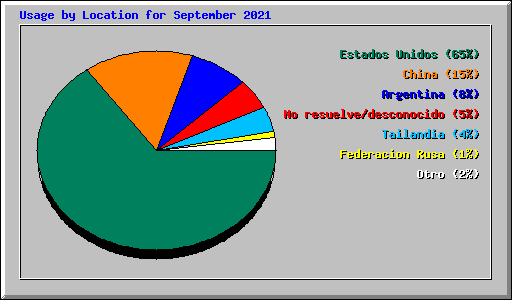 Usage by Location for September 2021
Estados Unidos (65%)
China (15%)
Argentina (8%)
No resuelve/desconocido (5%)
Tailandia (4%)
Federacion Rusa (1%)
Otro (2%)